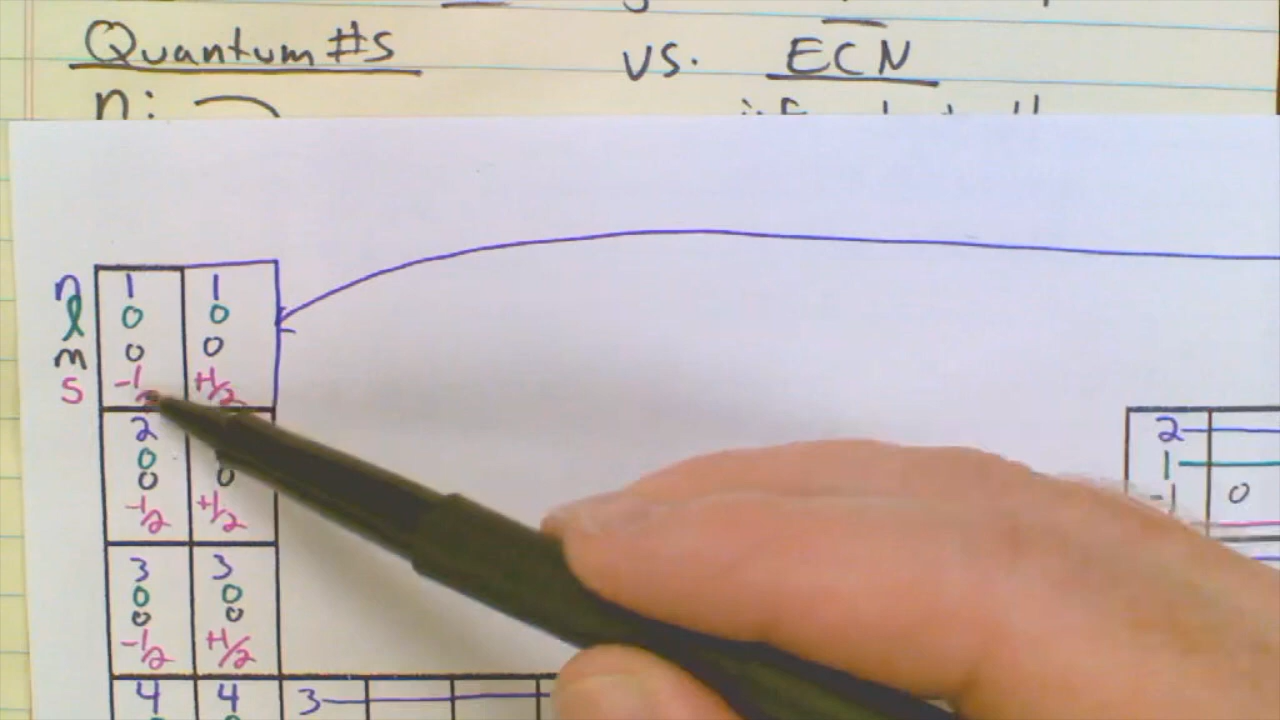 Quantum #s vs. ECN
n:
n 1 1
l 0 0
m 0 0
s -1/2 +1/2
2
0
0 0
-1/2 +1/2
3 3
0 0
0 0
-1/2 +1/2
4 4 3
2
1
-1 0